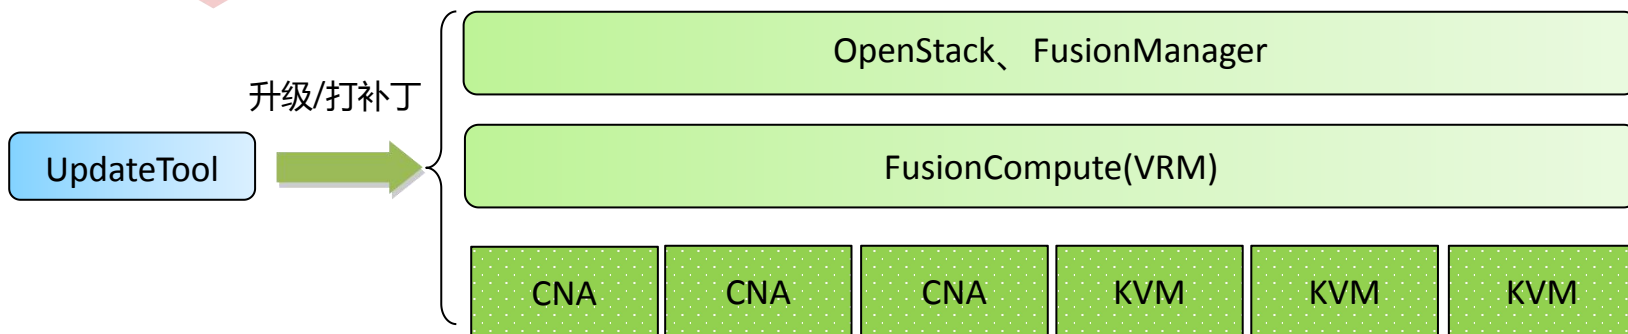 OpenStack、FusionManager
升级/打补丁
UpdateTool
FusionCompute(VRM)
CNA CNA CNA KVM KVM KVM